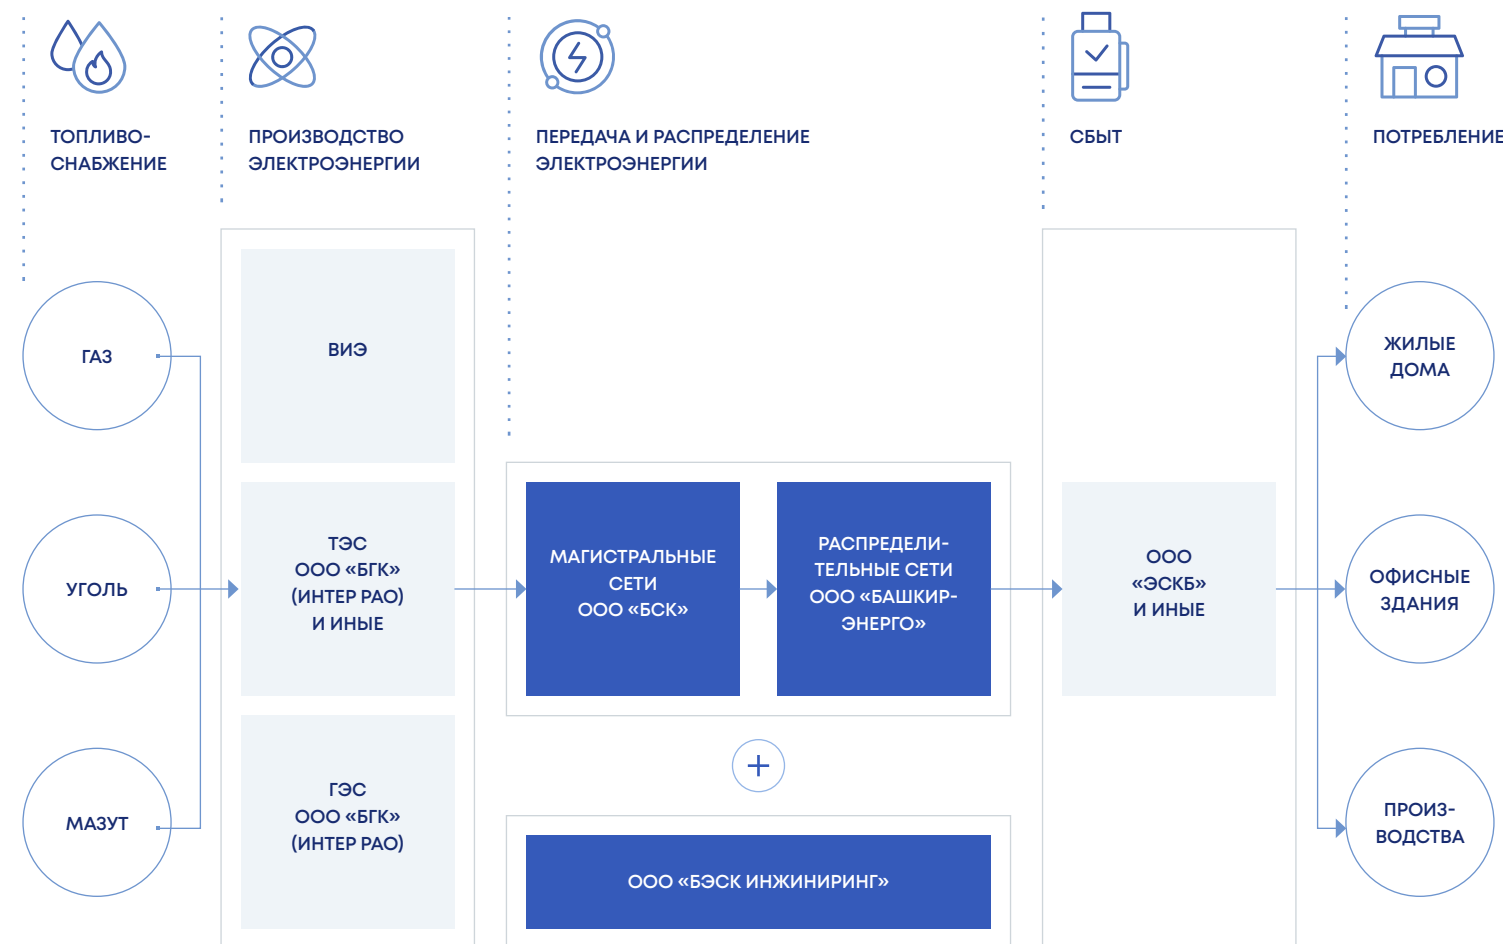 ТОПЛИВО-
СНАБЖЕНИЕ
ПРОИЗВОДСТВО
ЭЛЕКТРОЭНЕРГИИ
ПЕРЕДАЧА И РАСПРЕДЕЛЕНИЕ
ЭЛЕКТРОЭНЕРГИИ
СБЫТ
ПОТРЕБЛЕНИЕ
ГАЗ
УГОЛЬ
МАЗУТ
ВИЭ
ТЭС
ООО «БГК»
(ИНТЕР РАО)
И ИНЫЕ
ГЭС
ООО «БГК»
(ИНТЕР РАО)
МАГИСТРАЛЬНЫЕ
СЕТИ
ООО «БСК»
РАСПРЕДЕЛИ-
ТЕЛЬНЫЕ СЕТИ
ООО «БАШКИР-
ЭНЕРГО»
+
ООО «БЭСК ИНЖИНИРИНГ»
ООО
«ЭСКБ»
И ИНЫЕ
ЖИЛЫЕ
ДОМА
ОФИСНЫЕ
ЗДАНИЯ
ПРОИЗ-
ВОДСТВА